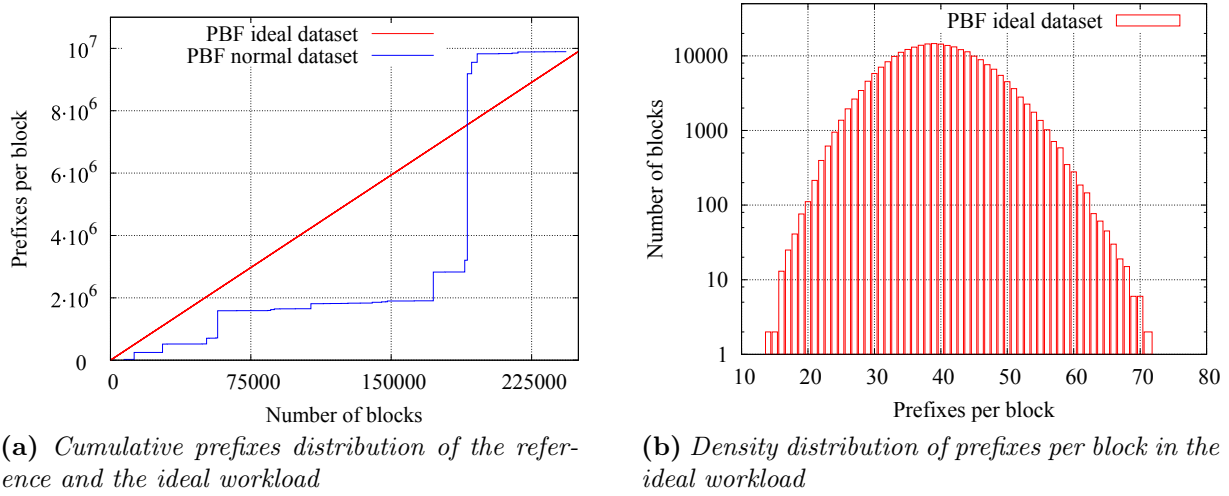 PBF ideal dataset
PBF normal dataset
Prefixes per block
10^7
8·10^6
6·10^6
4·10^6
2·10^6
0
0 75000 150000 225000
Number of blocks
(a) Cumulative prefixes distribution of the refer-
ence and the ideal workload
PBF ideal dataset
Number of blocks
10000
1000
100
10
1
10 20 30 40 50 60 70 80
Prefixes per block
(b) Density distribution of prefixes per block in the
ideal workload